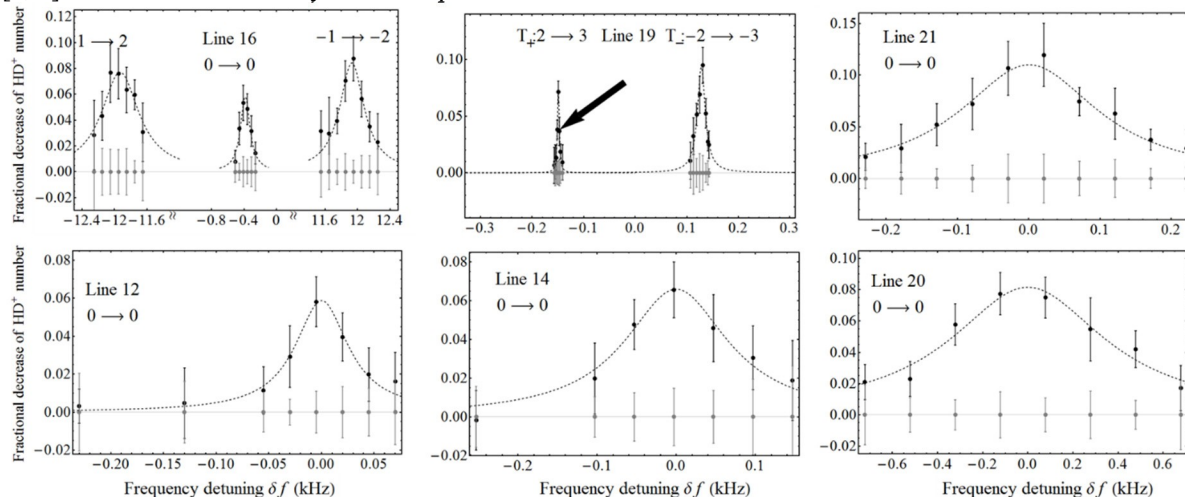 Fractional decrease of HD⁺ number
0.12
0.10
0.08
0.06
0.04
0.02
0.00
−0.02
1 → 2
Line 16
0 → 0
−1 → −2
−12.4 −12 −11.6 ≈ −0.8 −0.4 0 ≈ 11.6 12 12.4
0.10
0.05
0.00
T₊:2 → 3 Line 19 T₋:−2 → −3
−0.3 −0.2 −0.1 0.0 0.1 0.2 0.3
0.15
0.10
0.05
0.00
Line 21
0 → 0
−0.2 −0.1 0.0 0.1 0.2
Fractional decrease of HD⁺ number
0.08
0.06
0.04
0.02
0.00
−0.02
Line 12
0 → 0
−0.20 −0.15 −0.10 −0.05 0.00 0.05
Frequency detuning δf (kHz)
0.08
0.06
0.04
0.02
0.00
−0.02
Line 14
0 → 0
−0.2 −0.1 0.0 0.1
Frequency detuning δf (kHz)
0.10
0.08
0.06
0.04
0.02
0.00
−0.02
Line 20
0 → 0
−0.6 −0.4 −0.2 0.0 0.2 0.4 0.6
Frequency detuning δf (kHz)